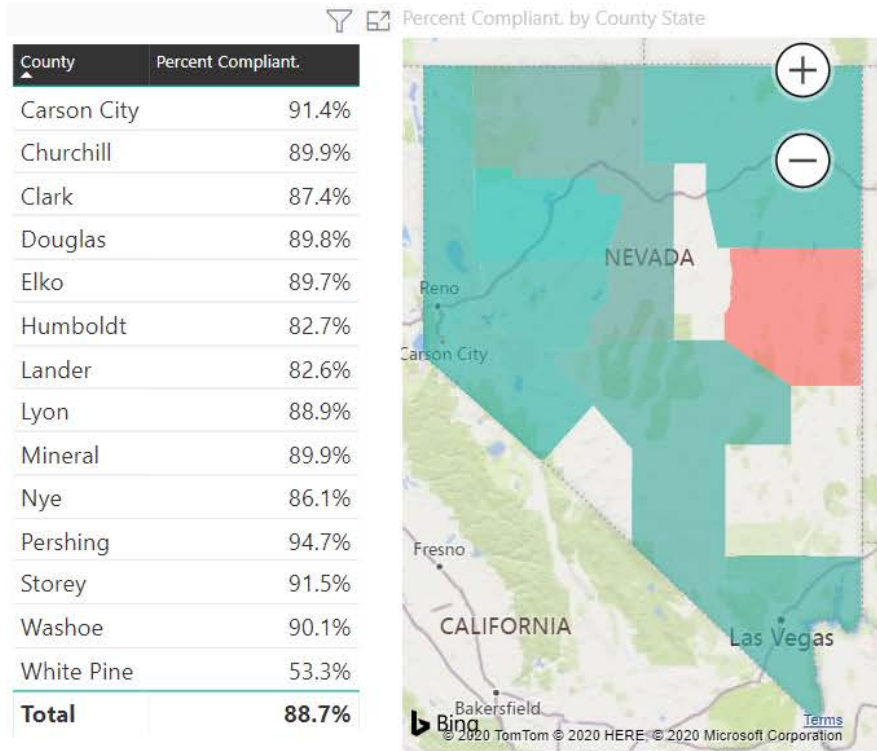 Percent Compliant. by County State
County Percent Compliant.
Carson City 91.4%
Churchill 89.9%
Clark 87.4%
Douglas 89.8%
Elko 89.7%
Humboldt 82.7%
Lander 82.6%
Lyon 88.9%
Mineral 89.9%
Nye 86.1%
Pershing 94.7%
Storey 91.5%
Washoe 90.1%
White Pine 53.3%
Total 88.7%
NEVADA
Reno
Carson City
Fresno
CALIFORNIA
Las Vegas
Bakersfield
Terms
Bing
© 2020 TomTom © 2020 HERE, © 2020 Microsoft Corporation